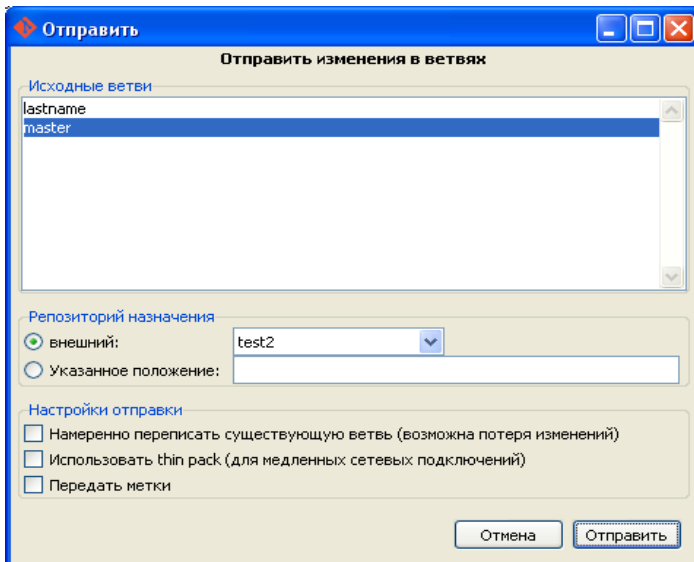 Отправить
Отправить изменения в ветвях
Исходные ветви
lastname
master
Репозиторий назначения
внешний:
test2
Указанное положение:
Настройки отправки
Намеренно переписать существующую ветвь (возможна потеря изменений)
Использовать thin pack (для медленных сетевых подключений)
Передать метки
Отмена
Отправить